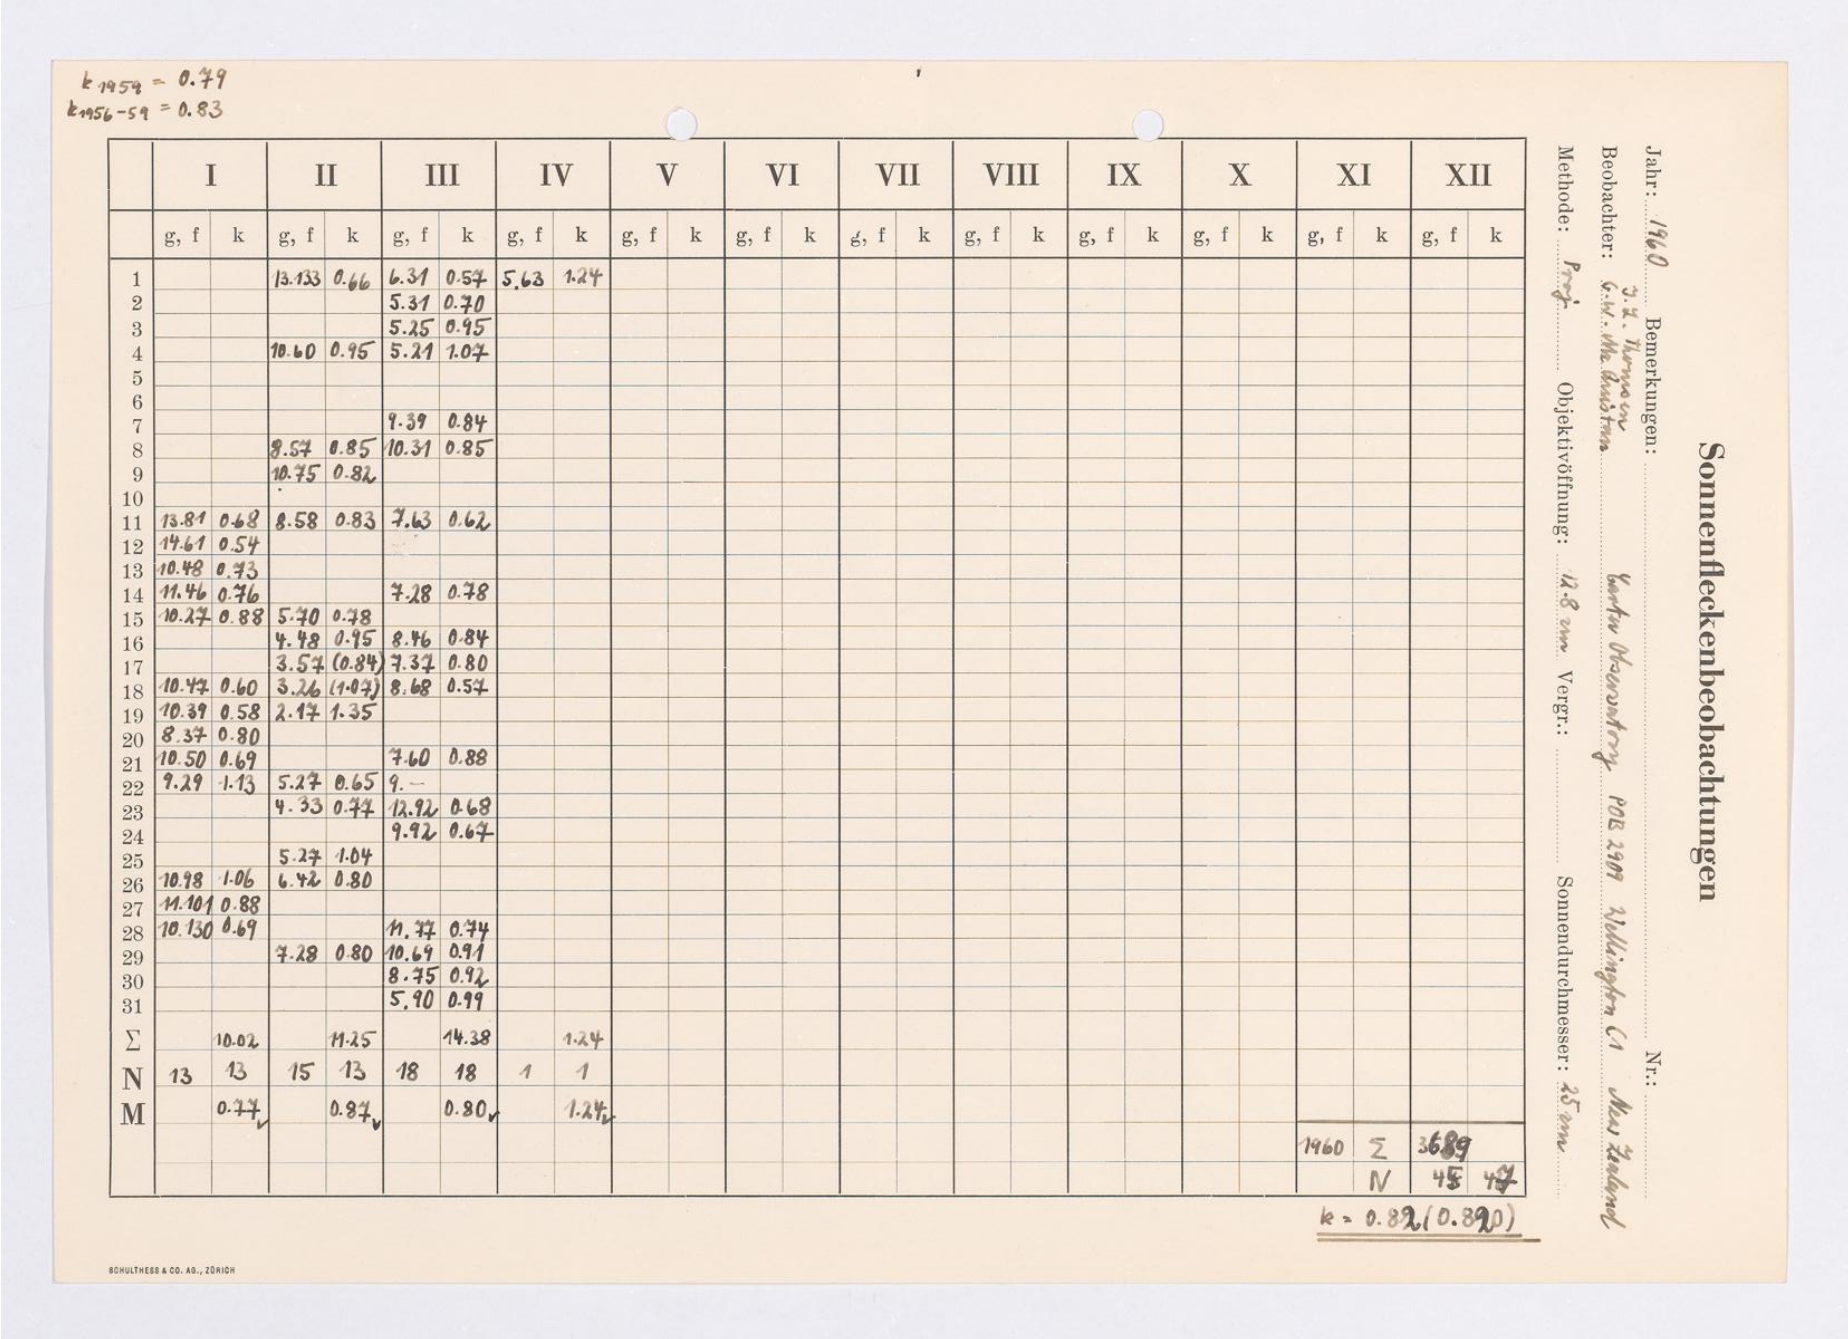 k 1959 = 0.79
k 1956-59 = 0.83
Sonnenfleckenbeobachtungen
Jahr: 1960 Bemerkungen: Nr.:
J. L. Thomsen
Beobachter: G.W. Carter Observatory POB 2909 Wellington C1 New Zealand
Methode: Proj. Objektivöffnung: 12.8 cm Vergr.: Sonnendurchmesser: 25 cm
I II III IV V VI VII VIII IX X XI XII
g, f k g, f k g, f k g, f k g, f k g, f k g, f k g, f k g, f k g, f k g, f k g, f k
1 13.133 0.66 6.31 0.57 5.63 1.24
2 5.31 0.70
3 5.25 0.95
4 10.60 0.95 5.21 1.07
5
6
7 9.39 0.84
8 8.57 0.85 10.31 0.85
9 10.75 0.82
10
11 13.81 0.68 8.58 0.83 7.63 0.62
12 14.61 0.54
13 10.48 0.73
14 11.46 0.76 7.28 0.78
15 10.27 0.88 5.70 0.78
16 4.48 0.95 8.46 0.84
17 3.57 (0.84) 7.37 0.80
18 10.47 0.60 3.26 (1.07) 8.68 0.57
19 10.39 0.58 2.17 1.35
20 8.37 0.80
21 10.50 0.69 7.60 0.88
22 9.29 1.13 5.27 0.65 9.–
23 4.33 0.77 12.92 0.68
24 9.92 0.67
25 5.27 1.04
26 10.98 1.06 6.42 0.80
27 11.101 0.88
28 10.130 0.69 11.77 0.74
29 7.28 0.80 10.69 0.91
30 8.75 0.92
31 5.90 0.99
Σ 10.02 11.25 14.38 1.24
N 13 13 15 13 18 18 1 1
M 0.77 0.87 0.80 1.24
1960 Σ 3689
N 45 47
k = 0.82 (0.820)
SCHULTHESS & CO. AG., ZÜRICH